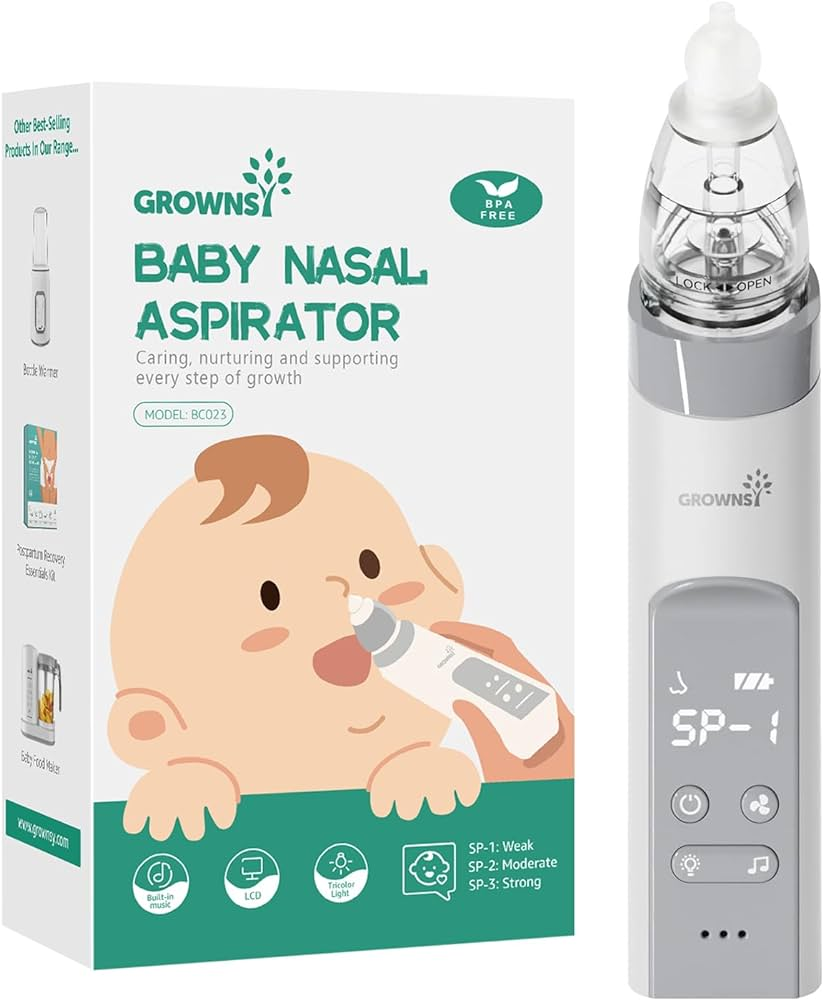 Other Best-Selling
Products In Our Range...
Bottle Warmer
Postpartum Recovery
Essentials Kit
Baby Food Maker
www.grownsy.com
GROWNSY
BPA
FREE
BABY NASAL
ASPIRATOR
Caring, nurturing and supporting
every step of growth
MODEL: BC023
GROWNSY
Built-in
music
LCD
Tricolor
Light
SP-1: Weak
SP-2: Moderate
SP-3: Strong
LOCK ◀▶ OPEN
GROWNSY
SP-1